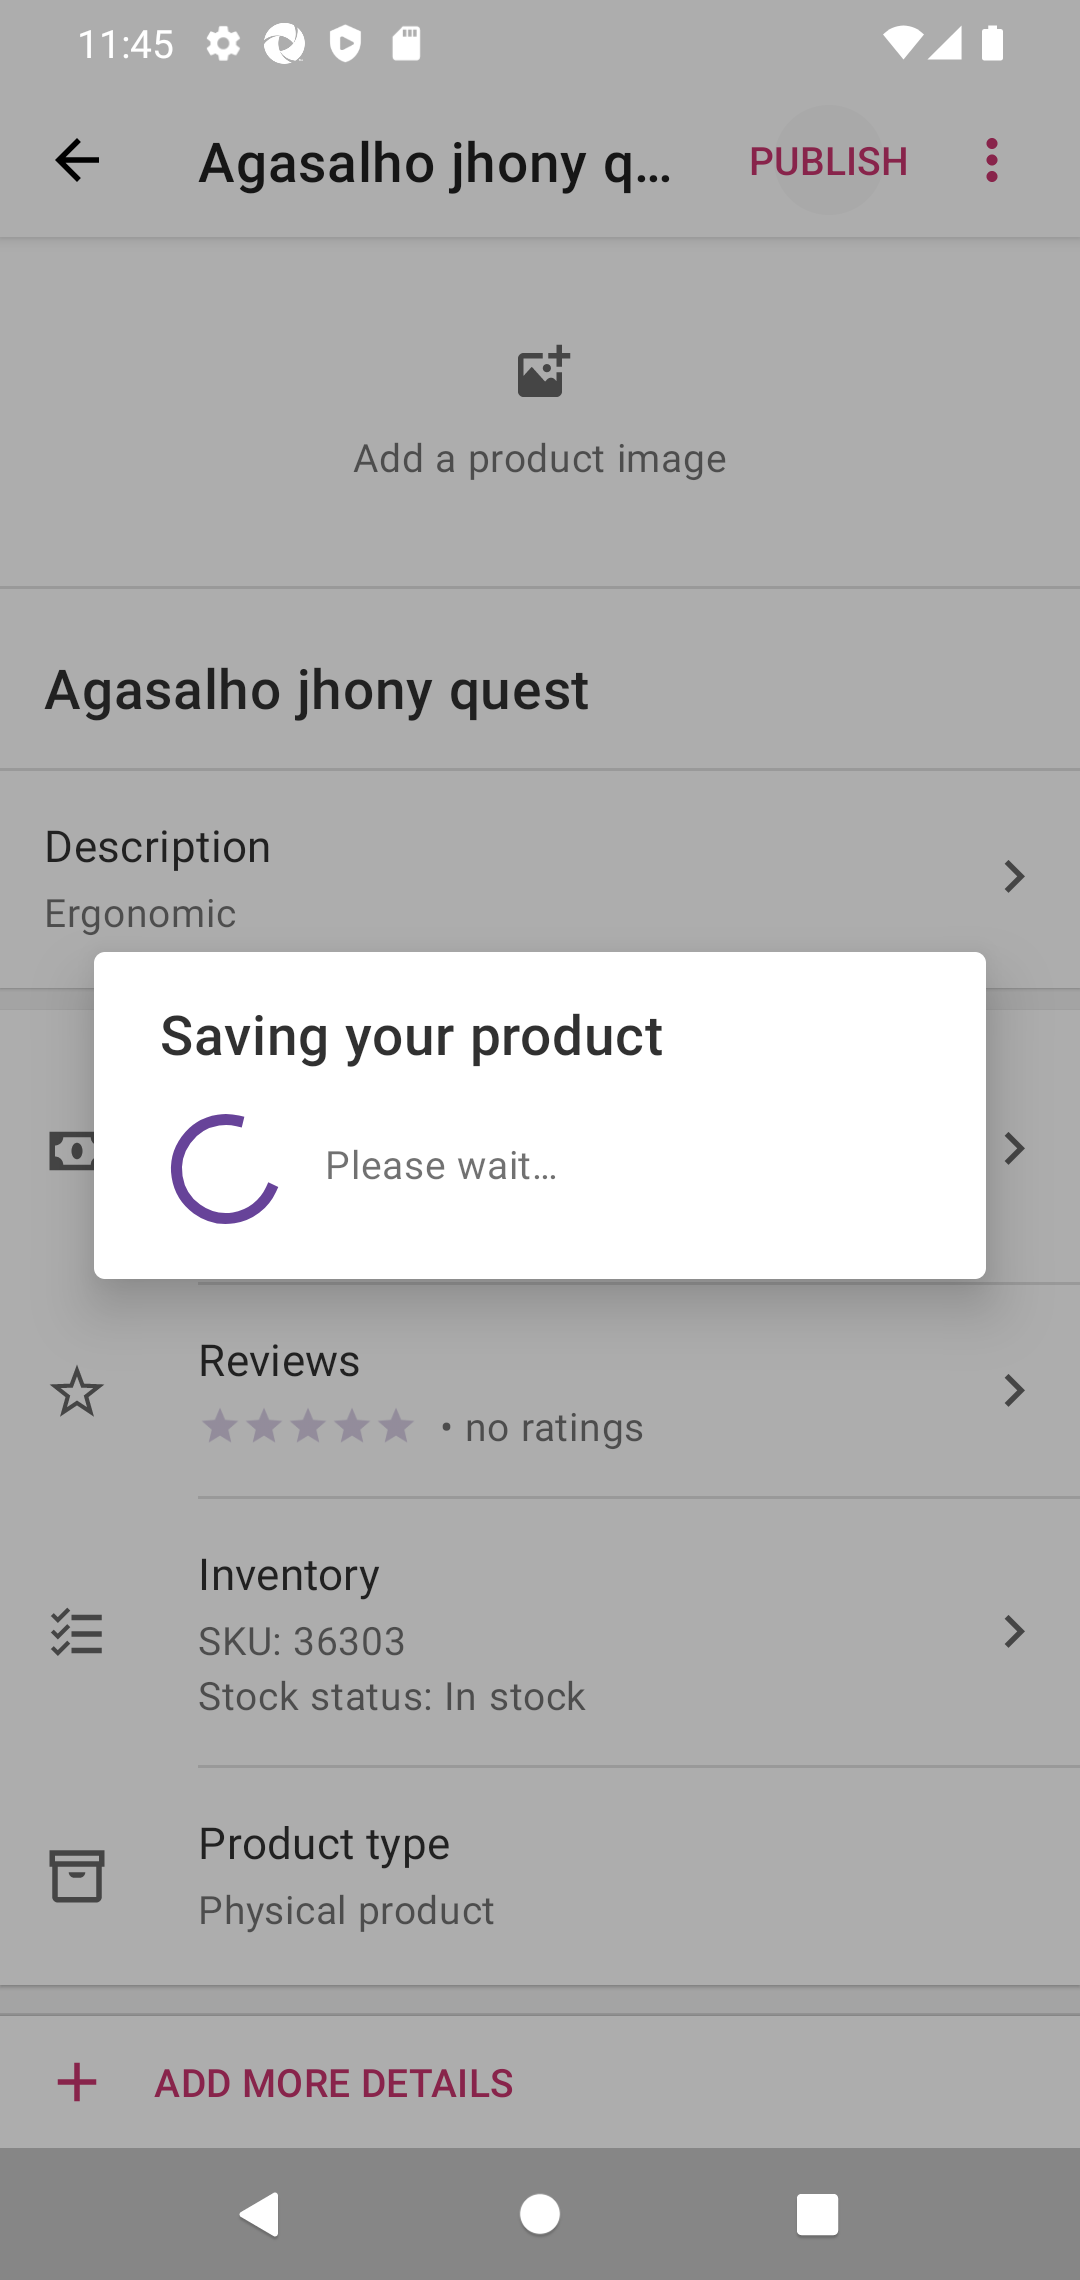 11:45
Agasalho jhony q...
PUBLISH
Add a product image
Agasalho jhony quest
Description
Ergonomic
Saving your product
Please wait...
Reviews
• no ratings
Inventory
SKU: 36303
Stock status: In stock
Product type
Physical product
ADD MORE DETAILS